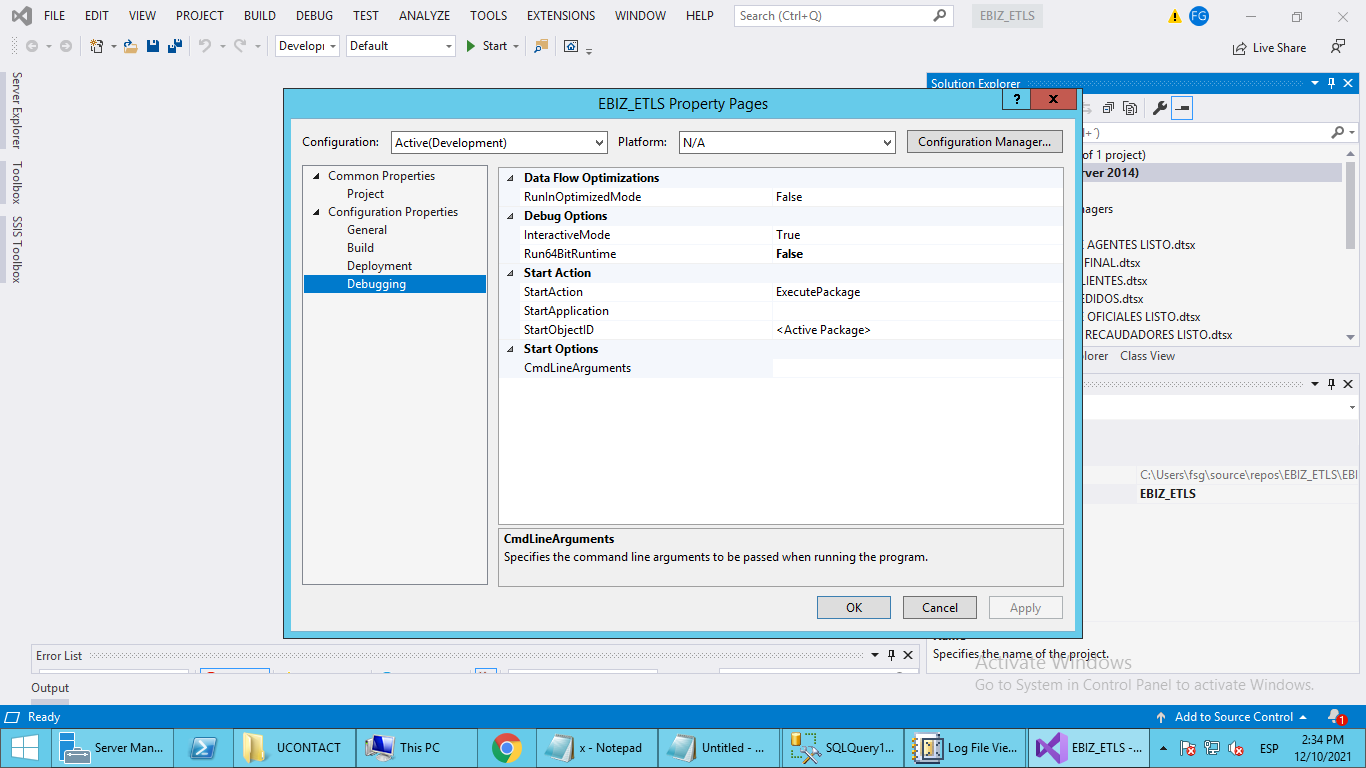 FILE EDIT VIEW PROJECT BUILD DEBUG TEST ANALYZE TOOLS EXTENSIONS WINDOW HELP Search (Ctrl+Q) EBIZ_ETLS FG
Developı Default Start Live Share
Server Explorer
Toolbox
SSIS Toolbox
Solution Explorer
EBIZ_ETLS Property Pages ? x
Configuration: Active(Development) Platform: N/A Configuration Manager...
Common Properties
Project
Configuration Properties
General
Build
Deployment
Debugging
Data Flow Optimizations
RunInOptimizedMode False
Debug Options
InteractiveMode True
Run64BitRuntime False
Start Action
StartAction ExecutePackage
StartApplication
StartObjectID <Active Package>
Start Options
CmdLineArguments
CmdLineArguments
Specifies the command line arguments to be passed when running the program.
OK Cancel Apply
of 1 project)
rver 2014)
agers
AGENTES LISTO.dtsx
FINAL.dtsx
LIENTES.dtsx
EDIDOS.dtsx
OFICIALES LISTO.dtsx
RECAUDADORES LISTO.dtsx
lorer Class View
C:\Users\fsg\source\repos\EBIZ_ETLS\EBI
EBIZ_ETLS
Specifies the name of the project.
Activate Windows
Go to System in Control Panel to activate Windows.
Error List
Output
Ready Add to Source Control 1
Server Man... UCONTACT This PC x - Notepad Untitled - ... SQLQuery1... Log File Vie... EBIZ_ETLS -... ESP 2:34 PM
12/10/2021